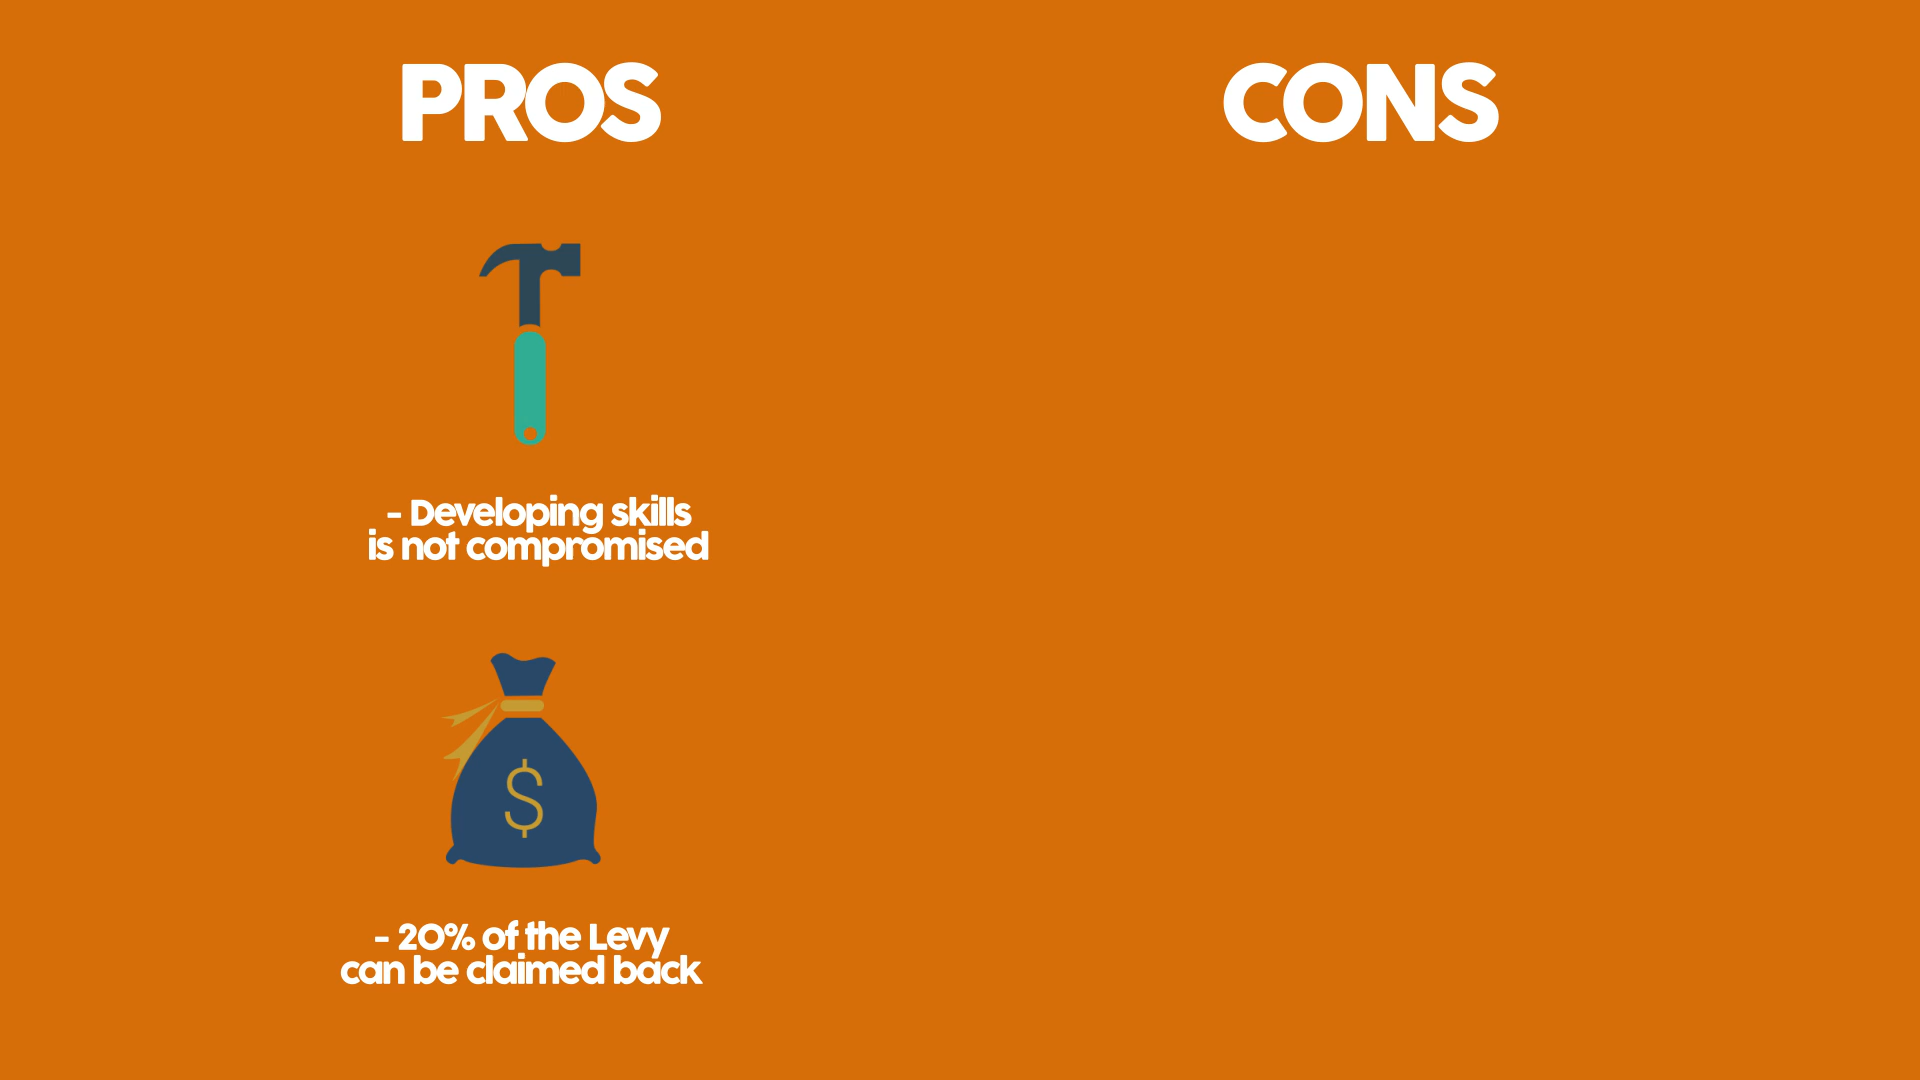 PROS
CONS
- Developing skills
is not compromised
$
- 20% of the Levy
can be claimed back